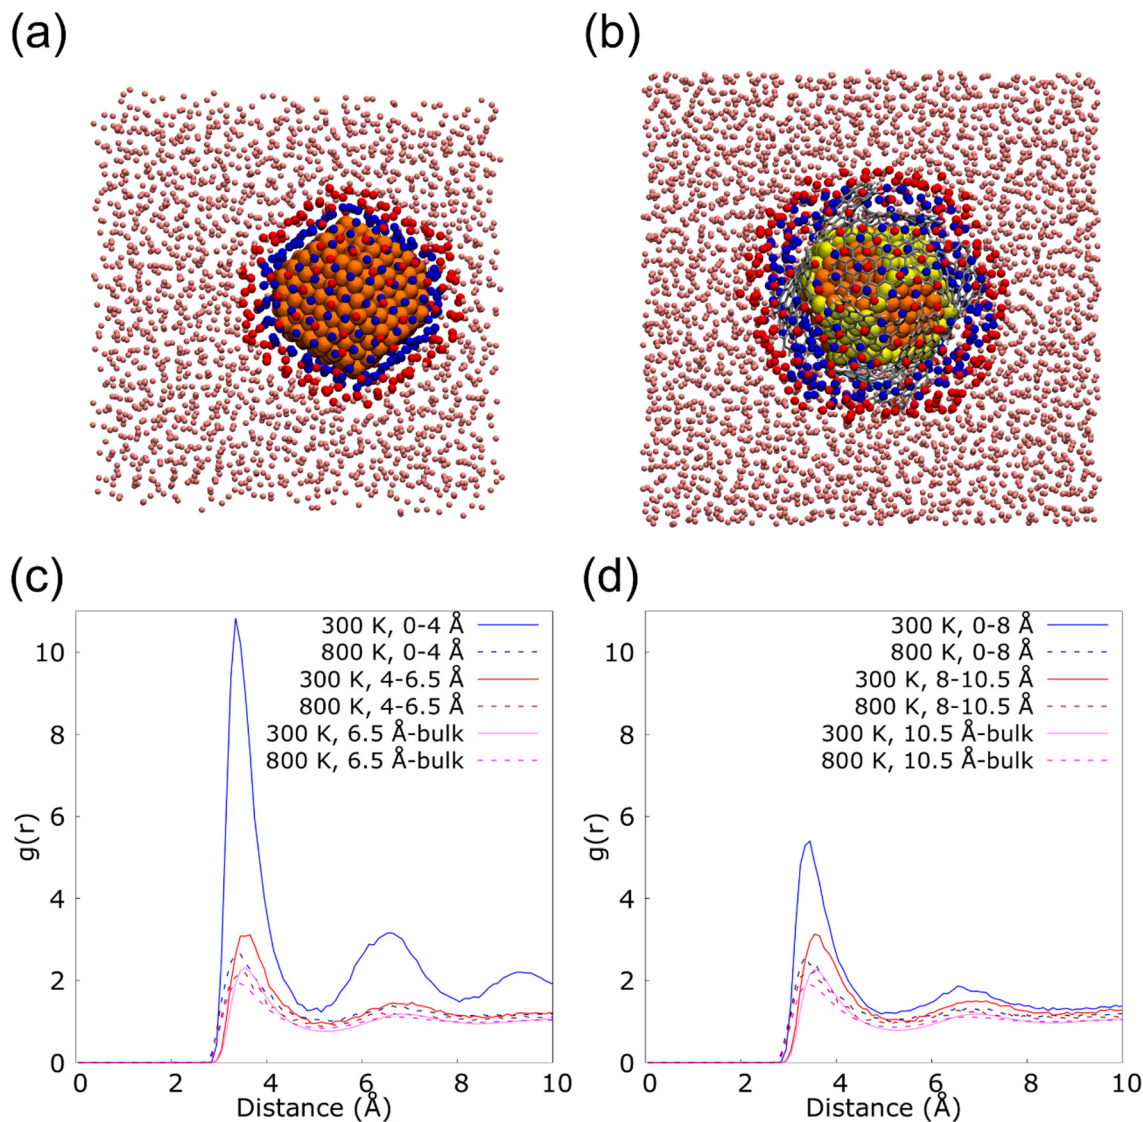 (a)
(b)
(c)
10
8
6
4
2
0
0 2 4 6 8 10
g(r)
Distance (Å)
300 K, 0-4 Å
800 K, 0-4 Å
300 K, 4-6.5 Å
800 K, 4-6.5 Å
300 K, 6.5 Å-bulk
800 K, 6.5 Å-bulk
(d)
10
8
6
4
2
0
0 2 4 6 8 10
g(r)
Distance (Å)
300 K, 0-8 Å
800 K, 0-8 Å
300 K, 8-10.5 Å
800 K, 8-10.5 Å
300 K, 10.5 Å-bulk
800 K, 10.5 Å-bulk